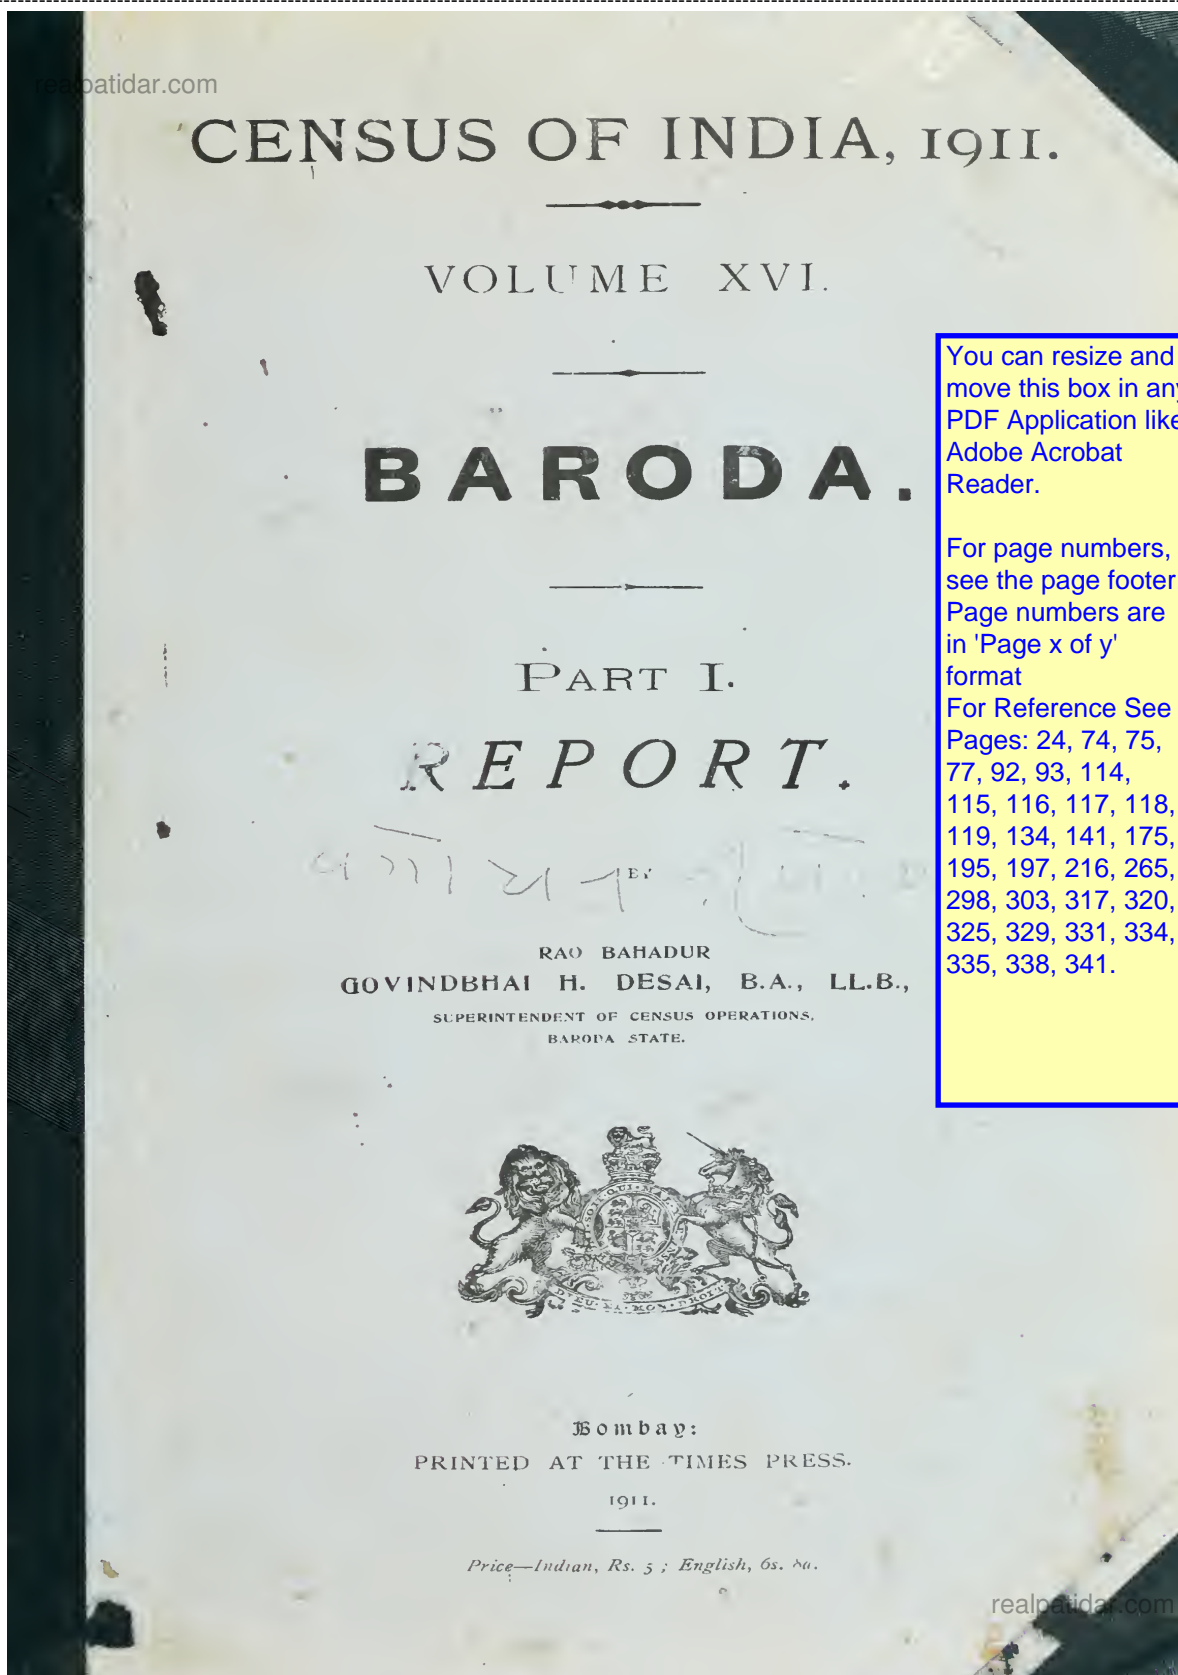 realpatidar.com
CENSUS OF INDIA, 1911.
VOLUME XVI.
BARODA.
PART I.
REPORT.
BY
RAO BAHADUR
GOVINDBHAI H. DESAI, B.A., LL.B.,
SUPERINTENDENT OF CENSUS OPERATIONS,
BARODA STATE.
DIEU ET MON DROIT
Bombay:
PRINTED AT THE TIMES PRESS.
1911.
Price—Indian, Rs. 5 ; English, 6s.
You can resize and
move this box in any
PDF Application like
Adobe Acrobat
Reader.
For page numbers,
see the page footer
Page numbers are
in 'Page x of y'
format
For Reference See
Pages: 24, 74, 75,
77, 92, 93, 114,
115, 116, 117, 118,
119, 134, 141, 175,
195, 197, 216, 265,
298, 303, 317, 320,
325, 329, 331, 334,
335, 338, 341.
realpatidar.com